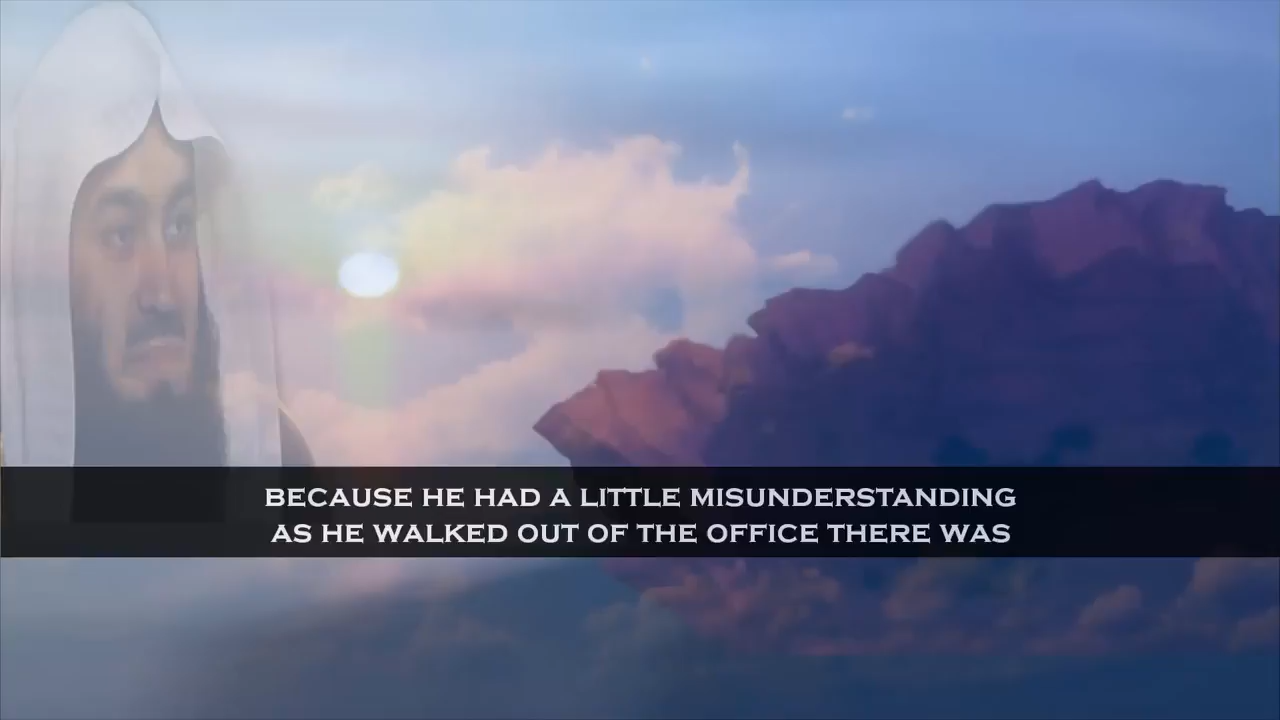 BECAUSE HE HAD A LITTLE MISUNDERSTANDING
AS HE WALKED OUT OF THE OFFICE THERE WAS